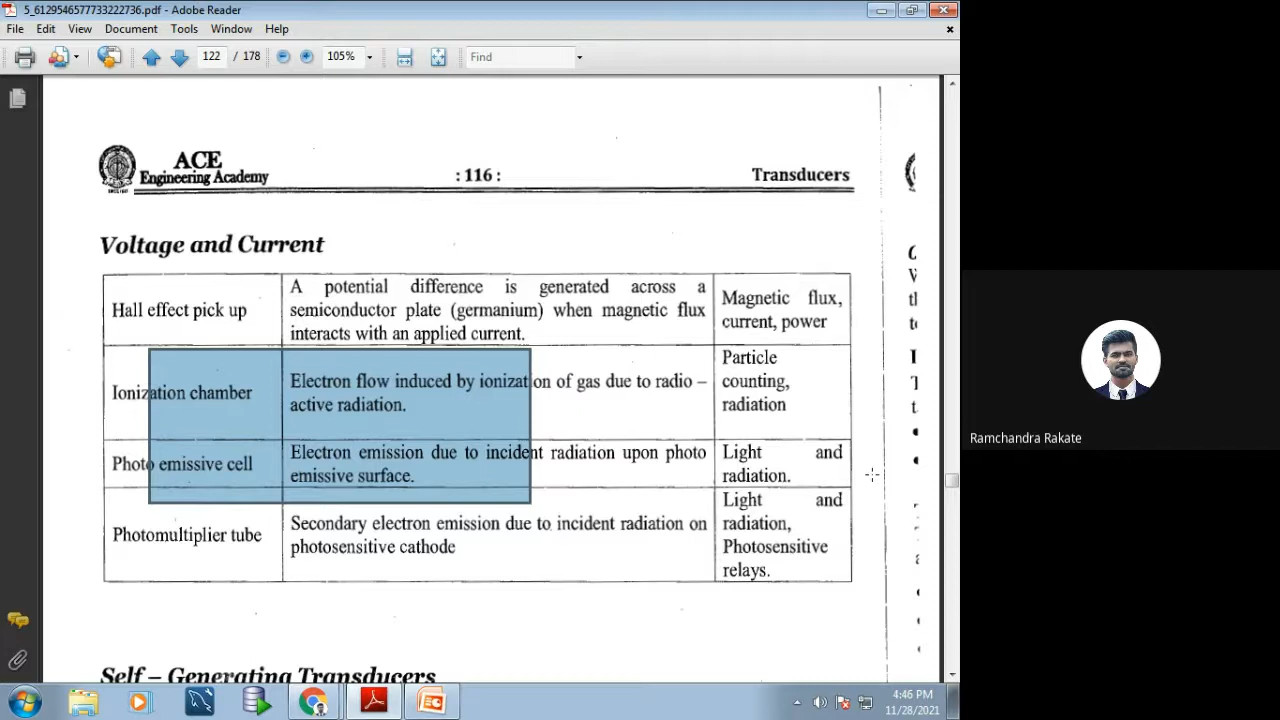 5_6129546577733222736.pdf - Adobe Reader
File Edit View Document Tools Window Help
122 / 178 105% Find
ACE
Engineering Academy
: 116 :
Transducers
Voltage and Current
Hall effect pick up
A potential difference is generated across a
semiconductor plate (germanium) when magnetic flux
interacts with an applied current.
Magnetic flux,
current, power
Ionization chamber
Electron flow induced by ionization of gas due to radio –
active radiation.
Particle
counting,
radiation
Photo emissive cell
Electron emission due to incident radiation upon photo
emissive surface.
Light and
radiation.
Photomultiplier tube
Secondary electron emission due to incident radiation on
photosensitive cathode
Light and
radiation,
Photosensitive
relays.
Self – Generating Transducers
Ramchandra Rakate
4:46 PM
11/28/2021